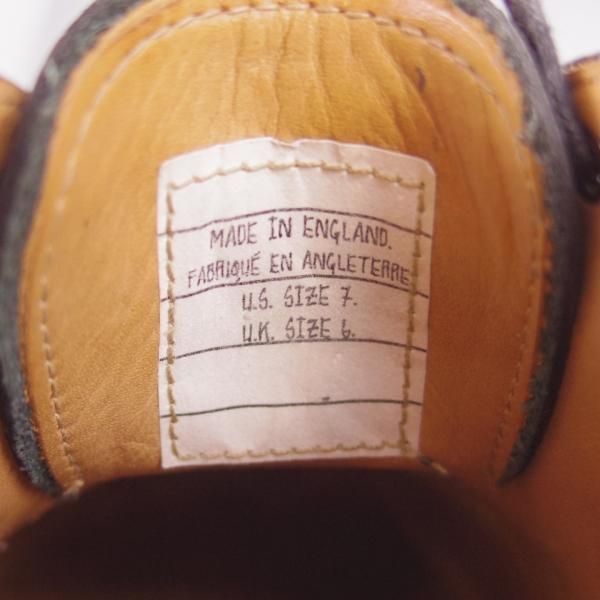 MADE IN ENGLAND.
FABRIQUÉ EN ANGLETERRE
U.S. SIZE 7.
U.K. SIZE 6.